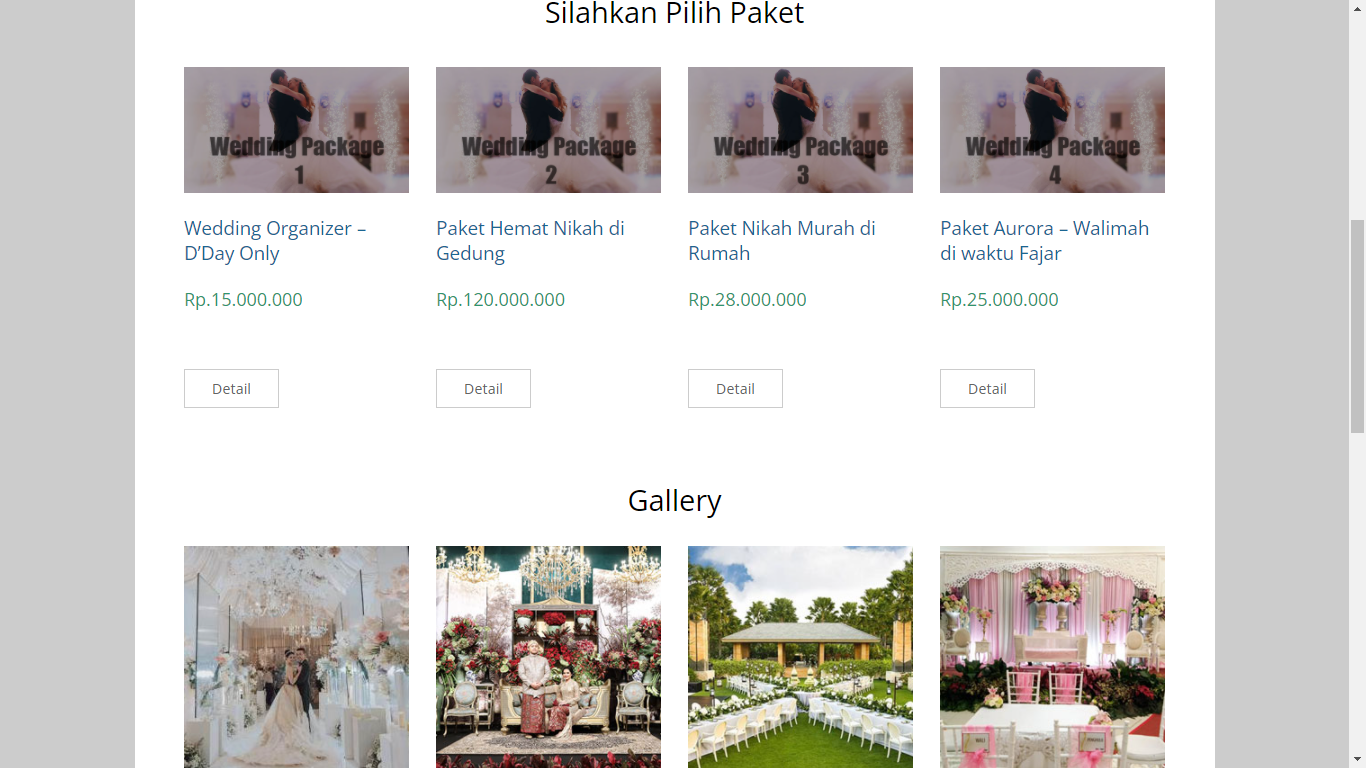 Silahkan Pilih Paket
Wedding Package
1
Wedding Package
2
Wedding Package
3
Wedding Package
4
Wedding Organizer –
D’Day Only
Paket Hemat Nikah di
Gedung
Paket Nikah Murah di
Rumah
Paket Aurora – Walimah
di waktu Fajar
Rp.15.000.000
Rp.120.000.000
Rp.28.000.000
Rp.25.000.000
Detail
Detail
Detail
Detail
Gallery